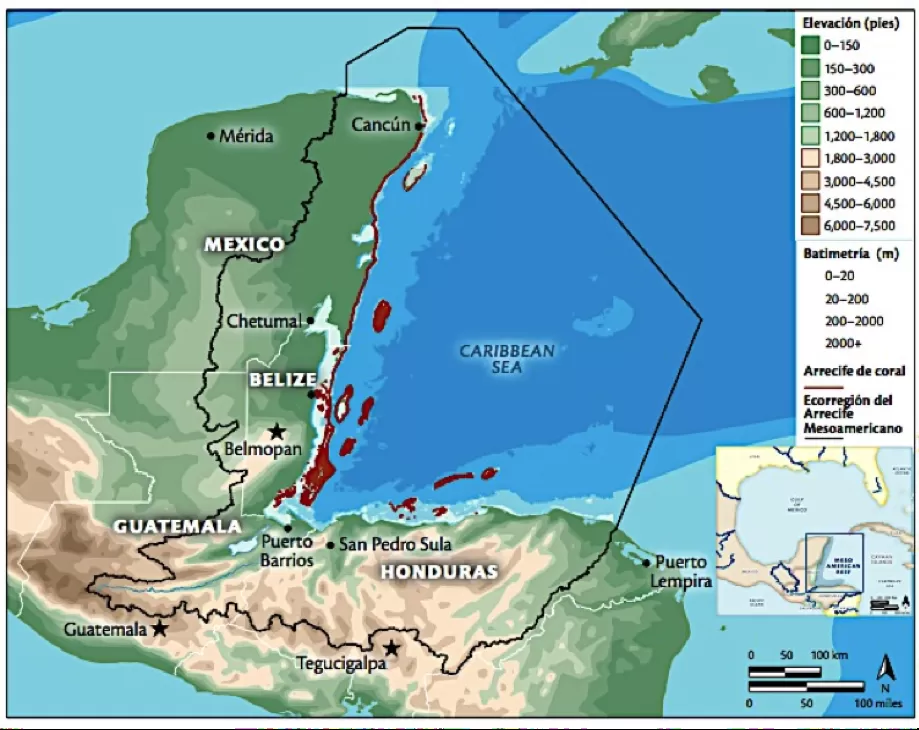 Elevación (pies)
0–150
150–300
300–600
600–1,200
1,200–1,800
1,800–3,000
3,000–4,500
4,500–6,000
6,000–7,500
Batimetría (m)
0–20
20–200
200–2000
2000+
Arrecife de coral
Ecorregión del
Arrecife
Mesoamericano
Cancún
Mérida
MEXICO
Chetumal
CARIBBEAN
SEA
BELIZE
Belmopan
GUATEMALA
Puerto
Barrios
San Pedro Sula
HONDURAS
Puerto
Lempira
Guatemala
Tegucigalpa
GULF
OF
MEXICO
MESO
AMERICAN
REEF
0 50 100 km
N
0 50 100 miles